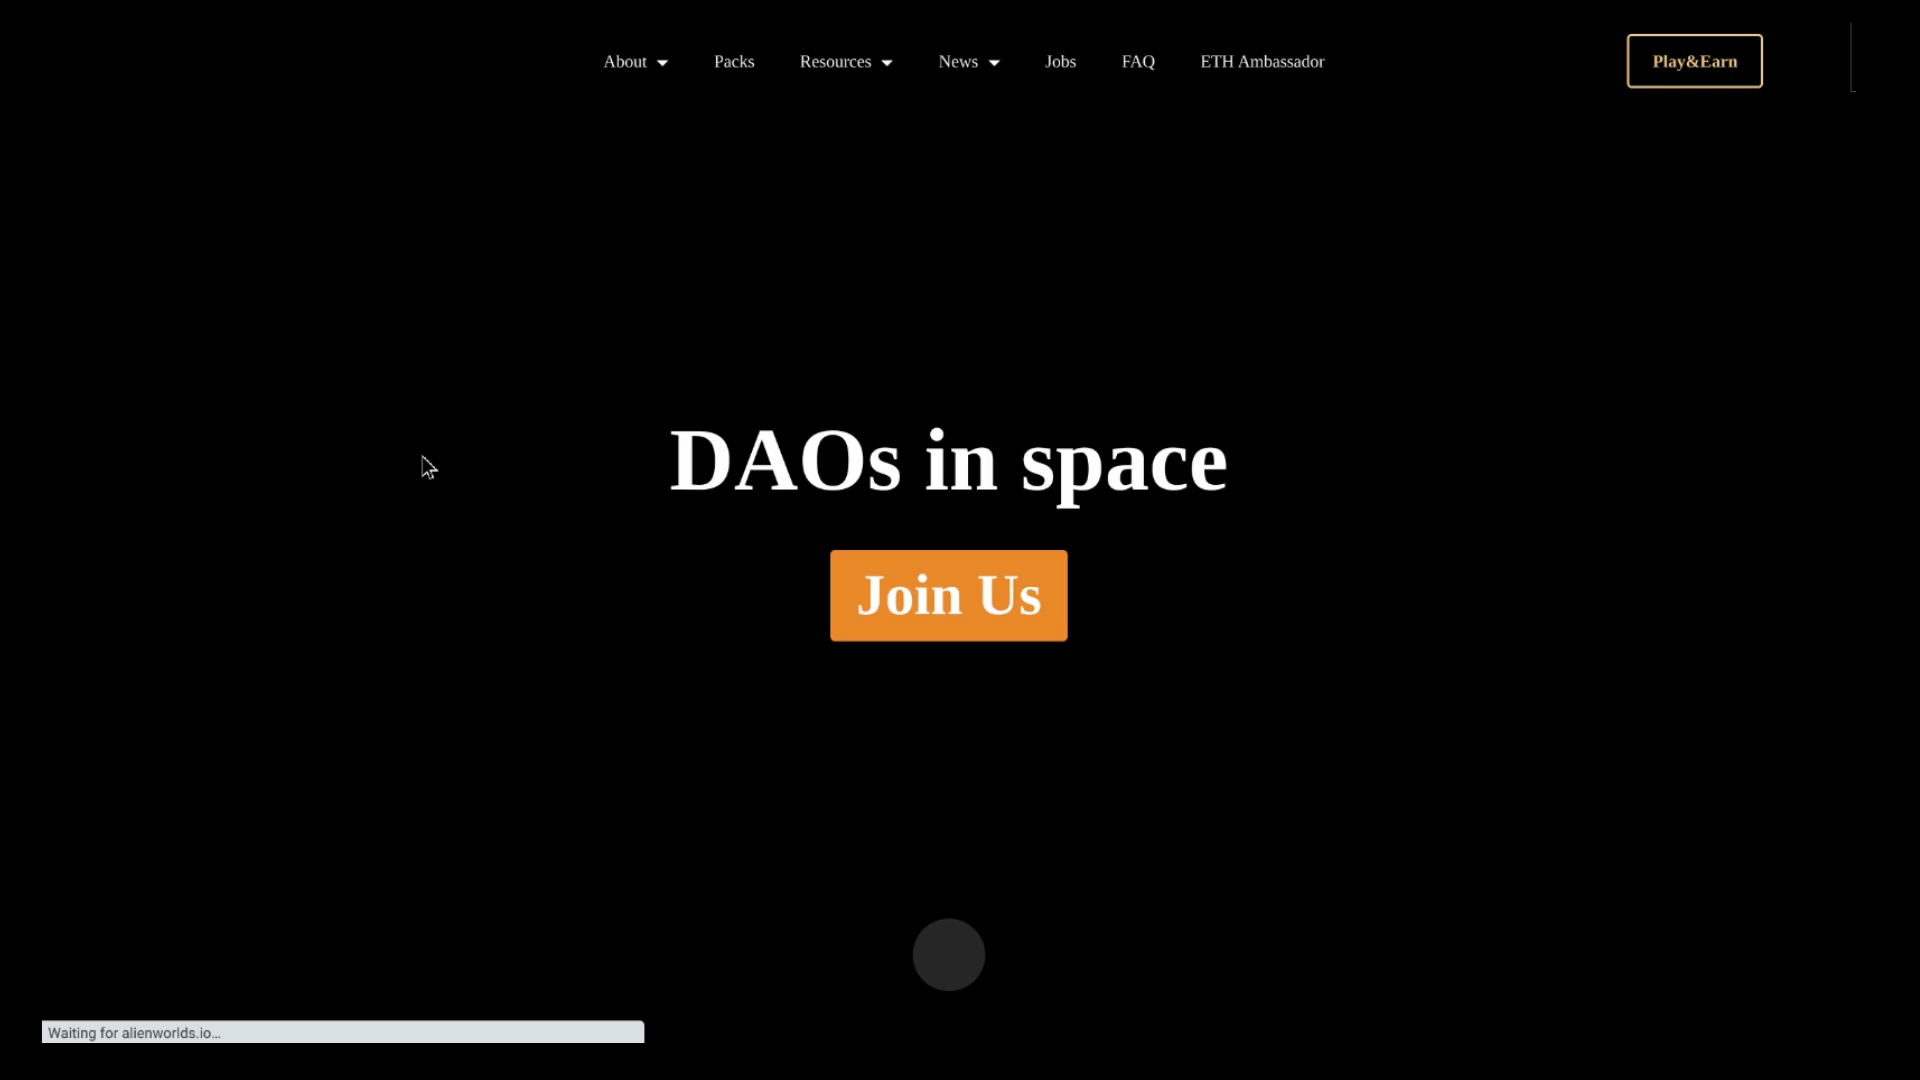 About
Packs
Resources
News
Jobs
FAQ
ETH Ambassador
Play&Earn
DAOs in space
Join Us
Waiting for alienworlds.io...